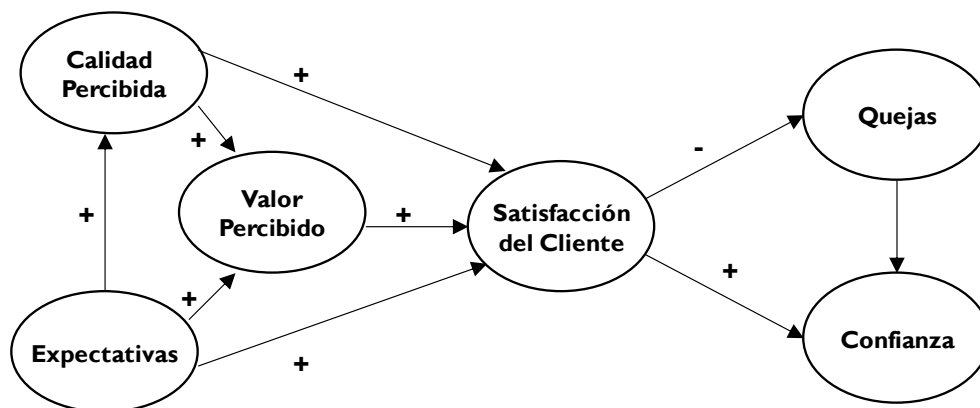 Calidad
Percibida
+
+
+
Valor
Percibido
+
+
Expectativas
+
Satisfacción
del Cliente
-
+
Quejas
Confianza